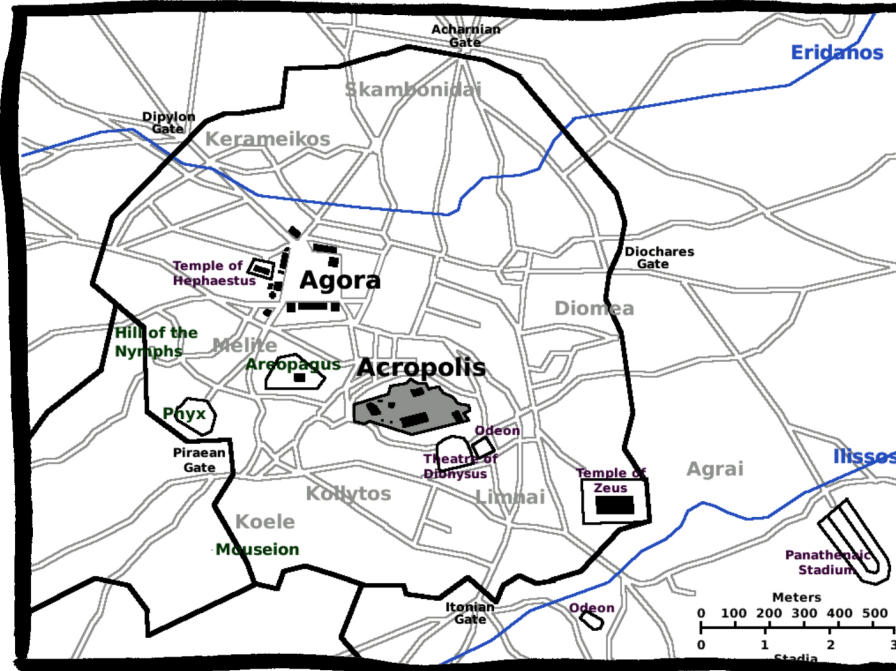 Acharnian
Gate
Eridanos
Skambonidai
Dipylon
Gate
Kerameikos
Diochares
Gate
Temple of
Hephaestus
Agora
Diomea
Hill of the
Nymphs
Melite
Areopagus
Acropolis
Pnyx
Odeon
Piraean
Gate
Theatre of
Dionysus
Ilissos
Agrai
Temple of
Zeus
Kollytos
Limnai
Koele
Mouseion
Panathenaic
Stadium
Itonian
Gate
Odeon
Meters
0 100 200 300 400 500
0 1 2 3
Stadia